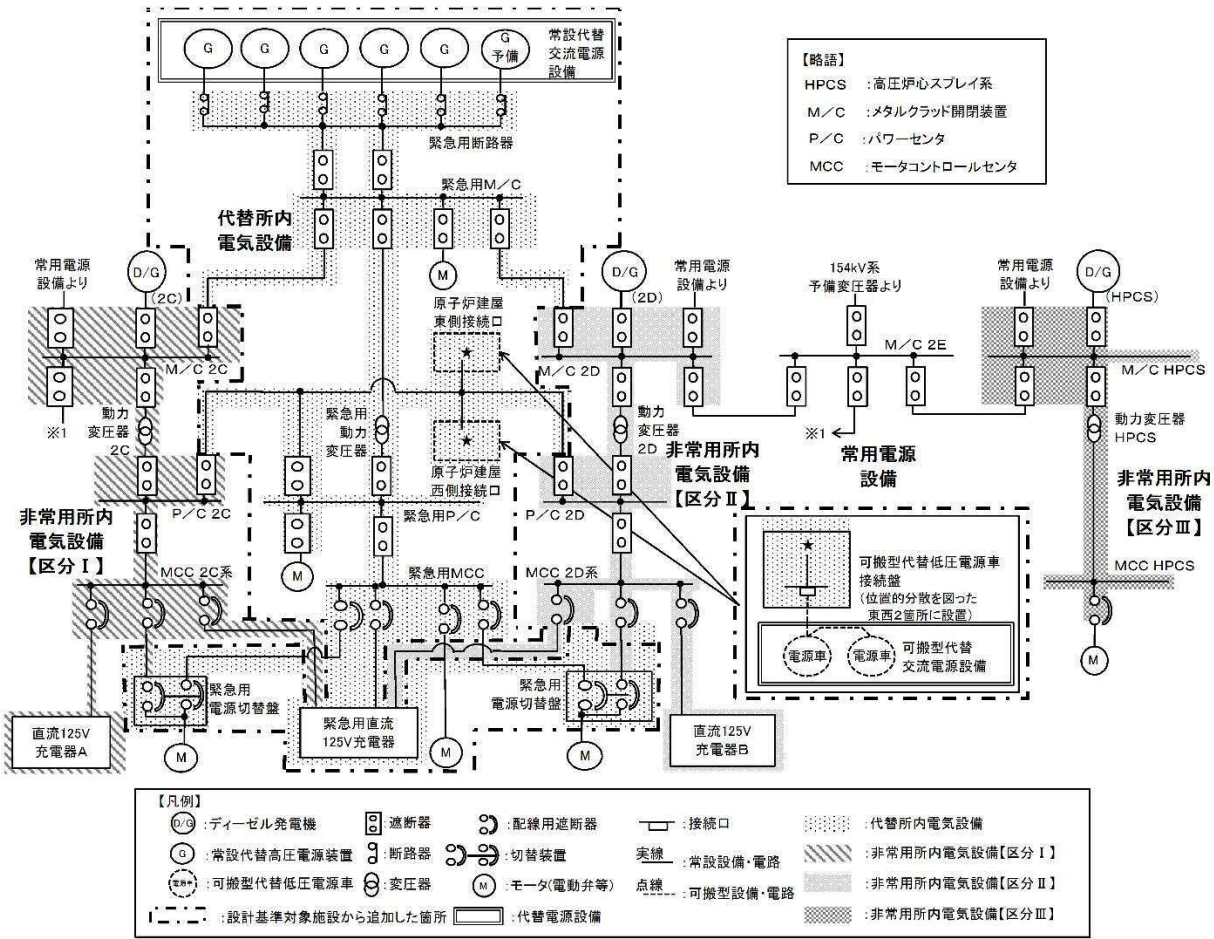 G
G
G
G
G
G
予備
常設代替
交流電源
設備
緊急用断路器
緊急用M/C
代替所内
電気設備
【略語】
HPCS :高圧炉心スプレイ系
M/C :メタルクラッド開閉装置
P/C :パワーセンタ
MCC :モータコントロールセンタ
常用電源
設備より
D/G
(2C)
M
原子炉建屋
東側接続口
★
D/G
(2D)
常用電源
設備より
154kV系
予備変圧器より
常用電源
設備より
D/G
(HPCS)
M/C 2C
M/C 2D
M/C 2E
M/C HPCS
※1
動力
変圧器
2C
緊急用
動力
変圧器
★
原子炉建屋
西側接続口
動力
変圧器
2D
※1
常用電源
設備
動力変圧器
HPCS
非常用所内
電気設備
【区分Ⅱ】
非常用所内
電気設備
【区分Ⅲ】
P/C 2C
緊急用P/C
P/C 2D
非常用所内
電気設備
【区分Ⅰ】
M
MCC 2C系
緊急用MCC
MCC 2D系
MCC HPCS
★
可搬型代替低圧電源車
接続盤
(位置的分散を図った
東西2箇所に設置)
電源車
電源車
可搬型代替
交流電源設備
M
緊急用
電源切替盤
緊急用
電源切替盤
直流125V
充電器A
M
緊急用直流
125V充電器
M
M
直流125V
充電器B
【凡例】
D/G :ディーゼル発電機
:遮断器
:配線用遮断器
:接続口
:代替所内電気設備
G :常設代替高圧電源装置
:断路器
:切替装置
実線 :常設設備・電路
:非常用所内電気設備【区分Ⅰ】
電源車 :可搬型代替低圧電源車
:変圧器
M :モータ(電動弁等)
点線 :可搬型設備・電路
:非常用所内電気設備【区分Ⅱ】
:設計基準対象施設から追加した箇所
:代替電源設備
:非常用所内電気設備【区分Ⅲ】